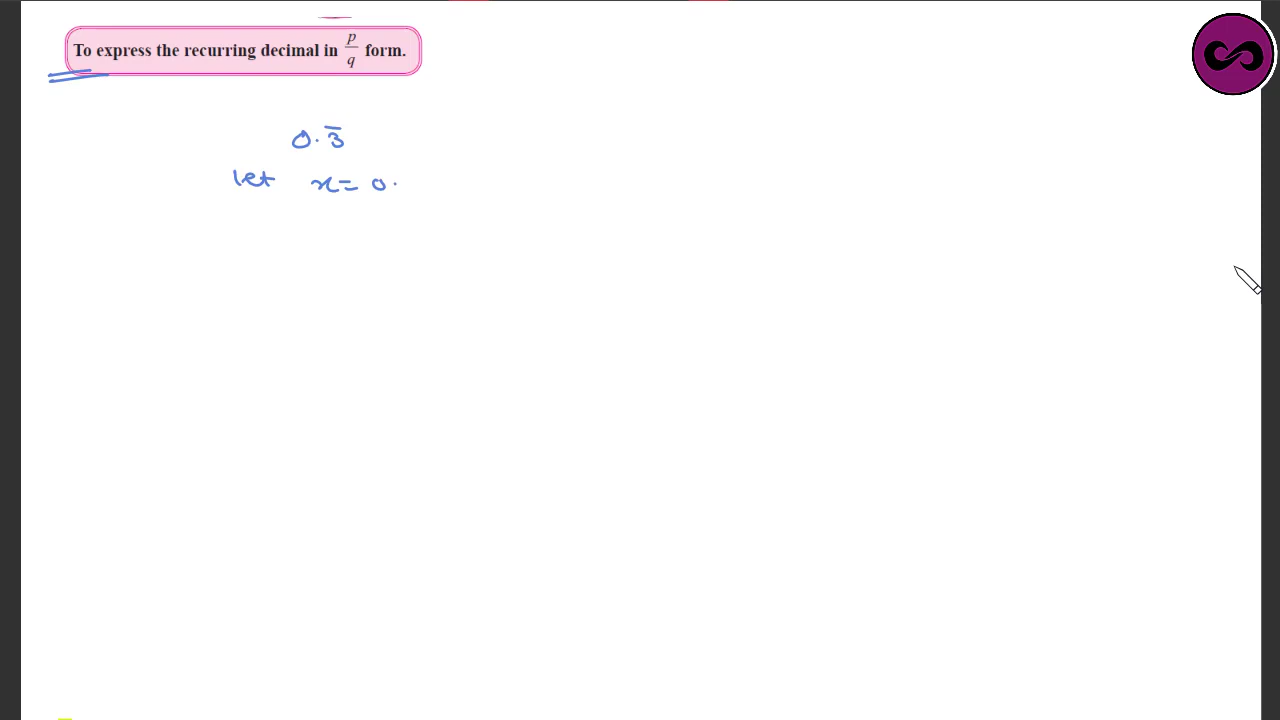 To express the recurring decimal in p/q form.
0.3̅
let x = 0.